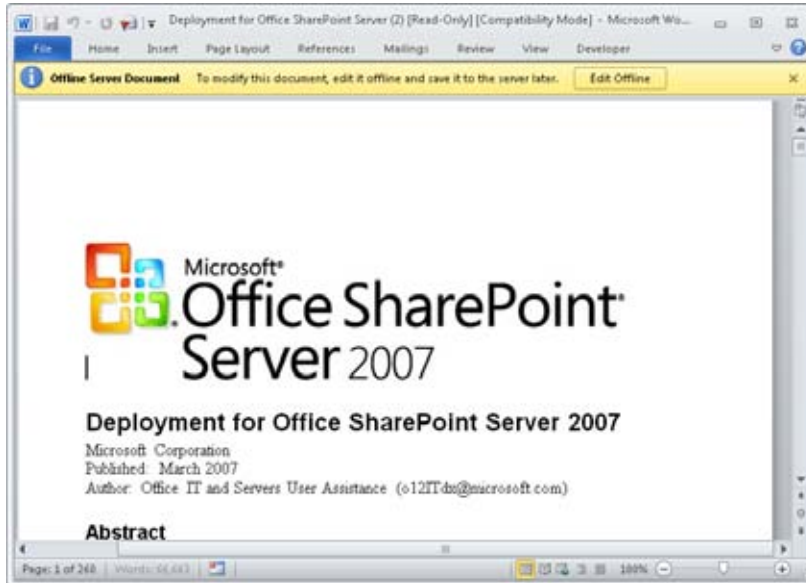 Deployment for Office SharePoint Server (2) [Read-Only] [Compatibility Mode] - Microsoft Wo...
File Home Insert Page Layout References Mailings Review View Developer
Offline Server Document To modify this document, edit it offline and save it to the server later. Edit Offline
Microsoft®
Office SharePoint®
Server 2007
Deployment for Office SharePoint Server 2007
Microsoft Corporation
Published: March 2007
Author: Office IT and Servers User Assistance (o12ITdx@microsoft.com)
Abstract
Page: 1 of 268 Words: 100%